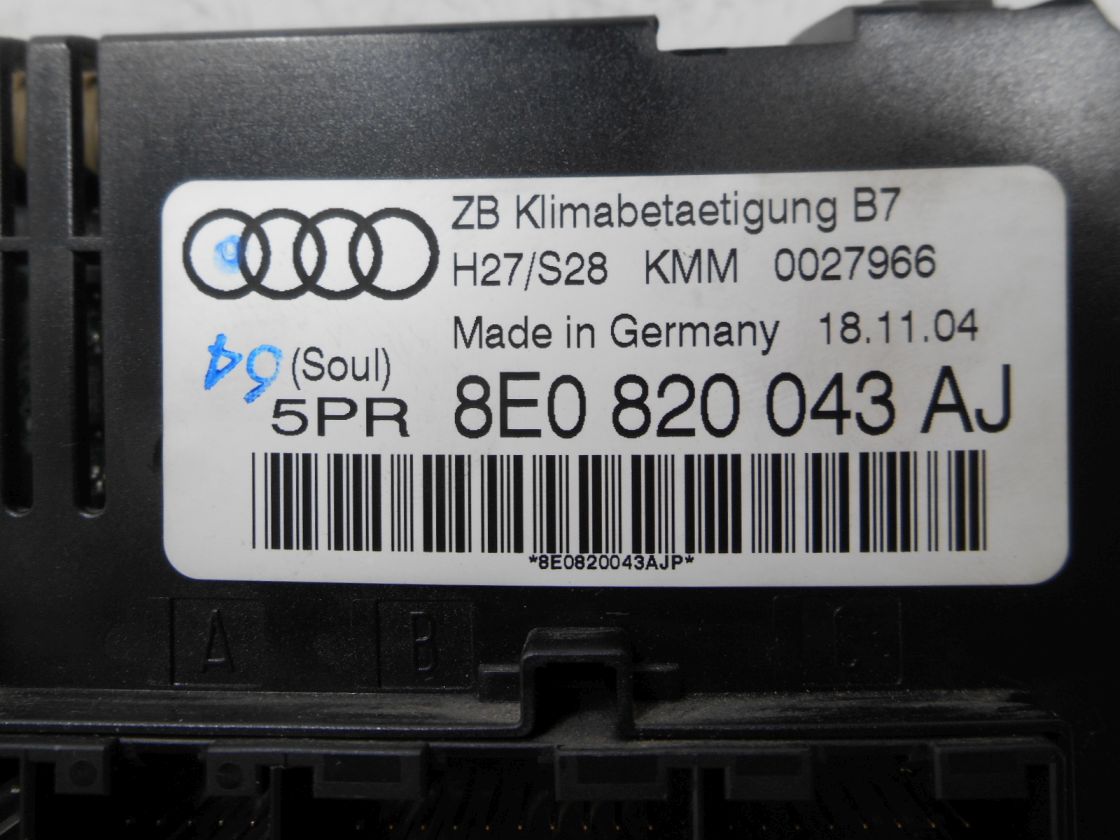 ZB Klimabetaetigung B7
H27/S28 KMM 0027966
Made in Germany 18.11.04
(Soul)
5PR 8E0 820 043 AJ
*8E0820043AJP*
A B C